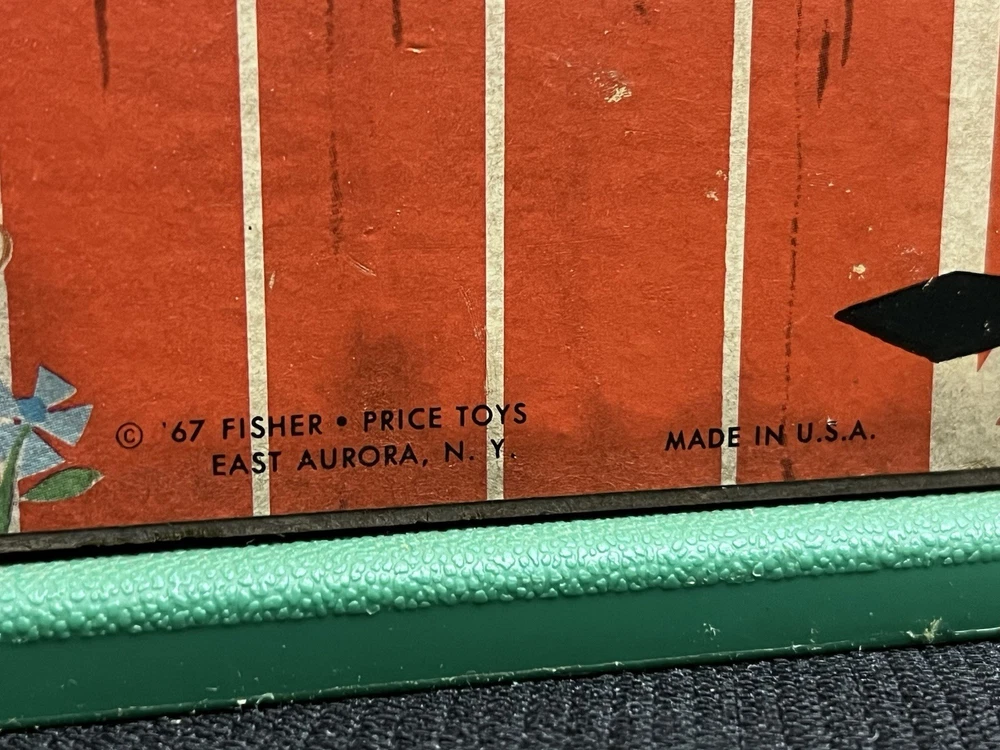 © '67 FISHER • PRICE TOYS
EAST AURORA, N. Y.
MADE IN U.S.A.